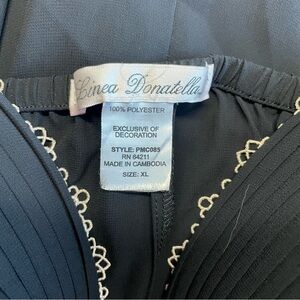 Linea Donatella
100% POLYESTER
EXCLUSIVE OF
DECORATION
STYLE: PMC085
RN 64211
MADE IN CAMBODIA
SIZE: XL